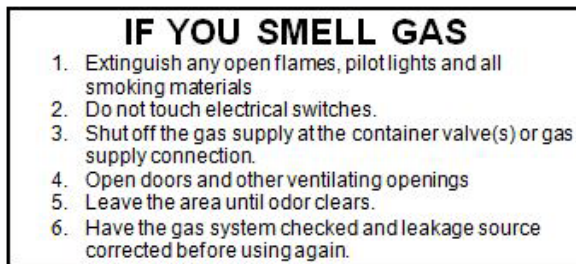 IF YOU SMELL GAS
1. Extinguish any open flames, pilot lights and all
smoking materials
2. Do not touch electrical switches.
3. Shut off the gas supply at the container valve(s) or gas
supply connection.
4. Open doors and other ventilating openings
5. Leave the area until odor clears.
6. Have the gas system checked and leakage source
corrected before using again.